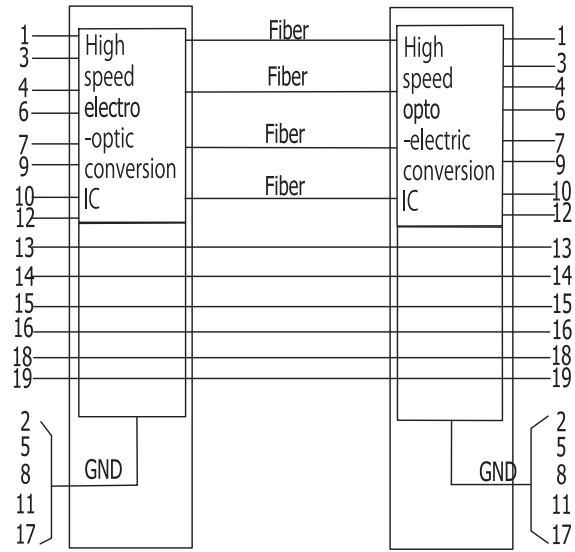 1
3
4
6
7
9
10
12
13
14
15
16
18
19
2
5
8
11
17
High
speed
electro
-optic
conversion
IC
GND
Fiber
Fiber
Fiber
Fiber
High
speed
opto
-electric
conversion
IC
GND
1
3
4
6
7
9
10
12
13
14
15
16
18
19
2
5
8
11
17